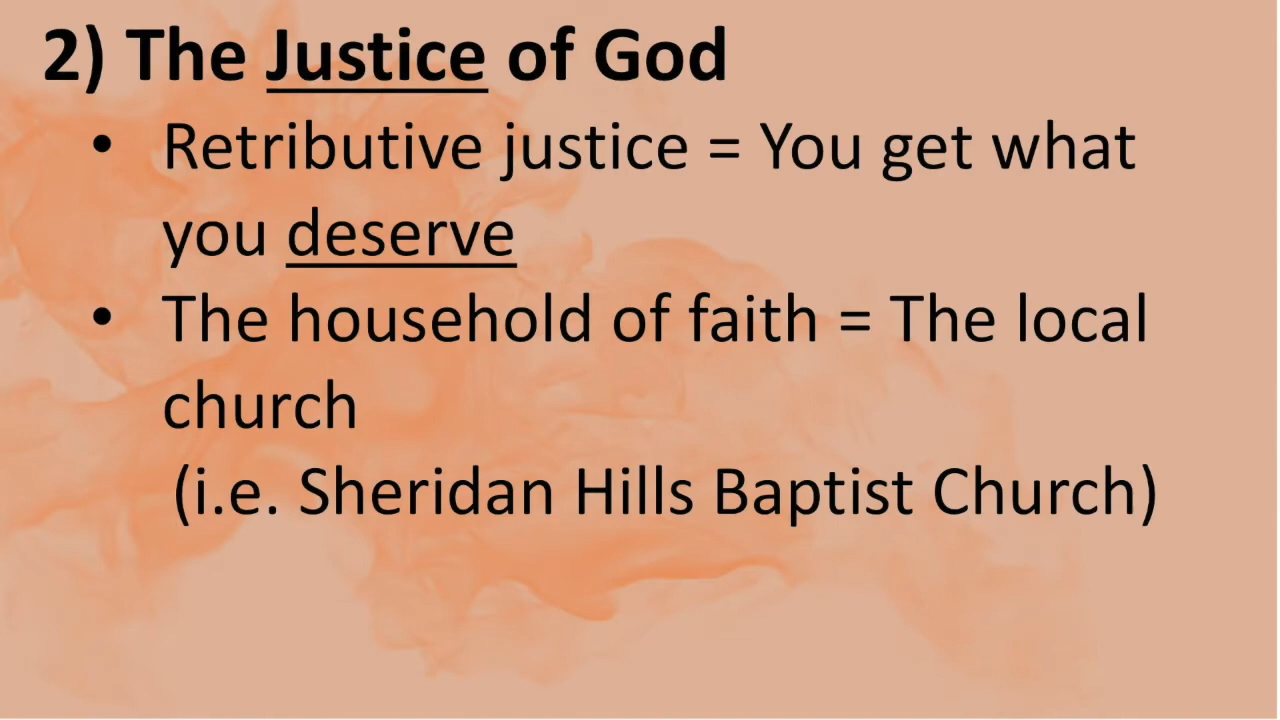 2) The Justice of God
• Retributive justice = You get what
you deserve
• The household of faith = The local
church
(i.e. Sheridan Hills Baptist Church)